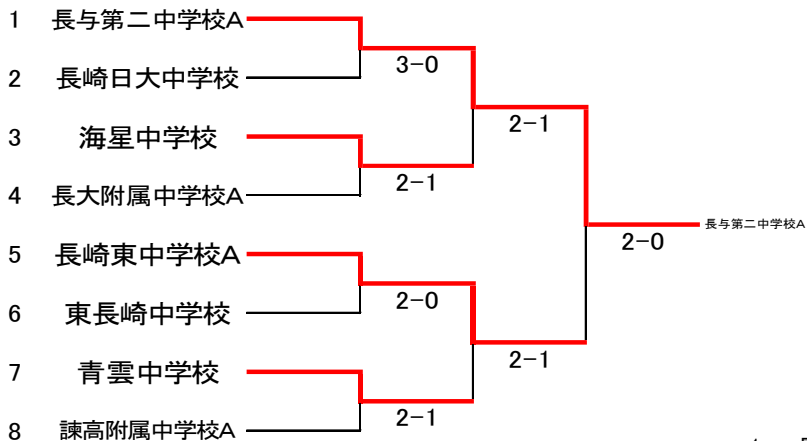 1 長与第二中学校A
3-0
2 長崎日大中学校
2-1
3 海星中学校
2-1
4 長大附属中学校A
長与第二中学校A
2-0
5 長崎東中学校A
2-0
6 東長崎中学校
2-1
7 青雲中学校
2-1
8 諫高附属中学校A